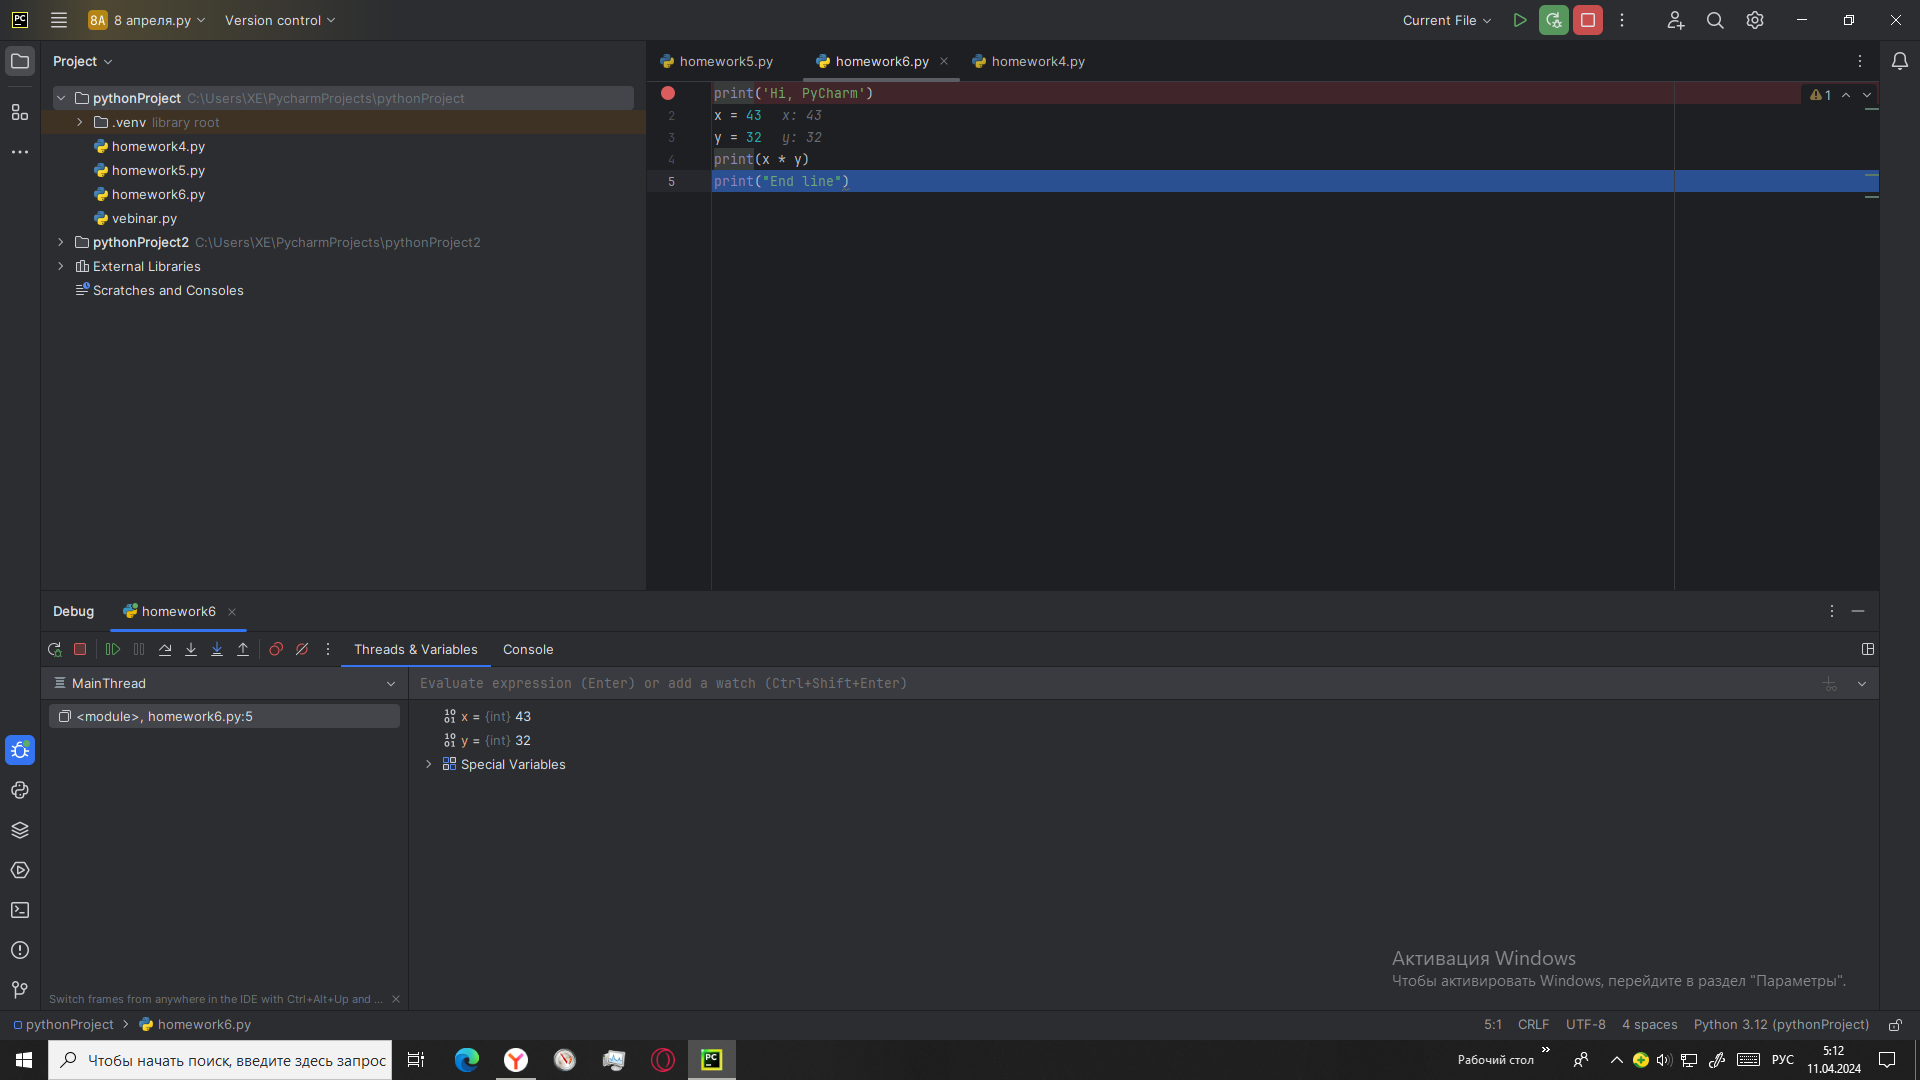 8A 8 апреля.py Version control Current File
Project
pythonProject C:\Users\XE\PycharmProjects\pythonProject
.venv library root
homework4.py
homework5.py
homework6.py
vebinar.py
pythonProject2 C:\Users\XE\PycharmProjects\pythonProject2
External Libraries
Scratches and Consoles
homework5.py homework6.py homework4.py
print('Hi, PyCharm') 1
2 x = 43 x: 43
3 y = 32 y: 32
4 print(x * y)
5 print("End line")
Debug homework6
Threads & Variables Console
MainThread Evaluate expression (Enter) or add a watch (Ctrl+Shift+Enter)
<module>, homework6.py:5
x = {int} 43
y = {int} 32
Special Variables
Активация Windows
Чтобы активировать Windows, перейдите в раздел "Параметры".
Switch frames from anywhere in the IDE with Ctrl+Alt+Up and ...
pythonProject homework6.py 5:1 CRLF UTF-8 4 spaces Python 3.12 (pythonProject)
Чтобы начать поиск, введите здесь запрос PC Рабочий стол РУС 5:12
11.04.2024